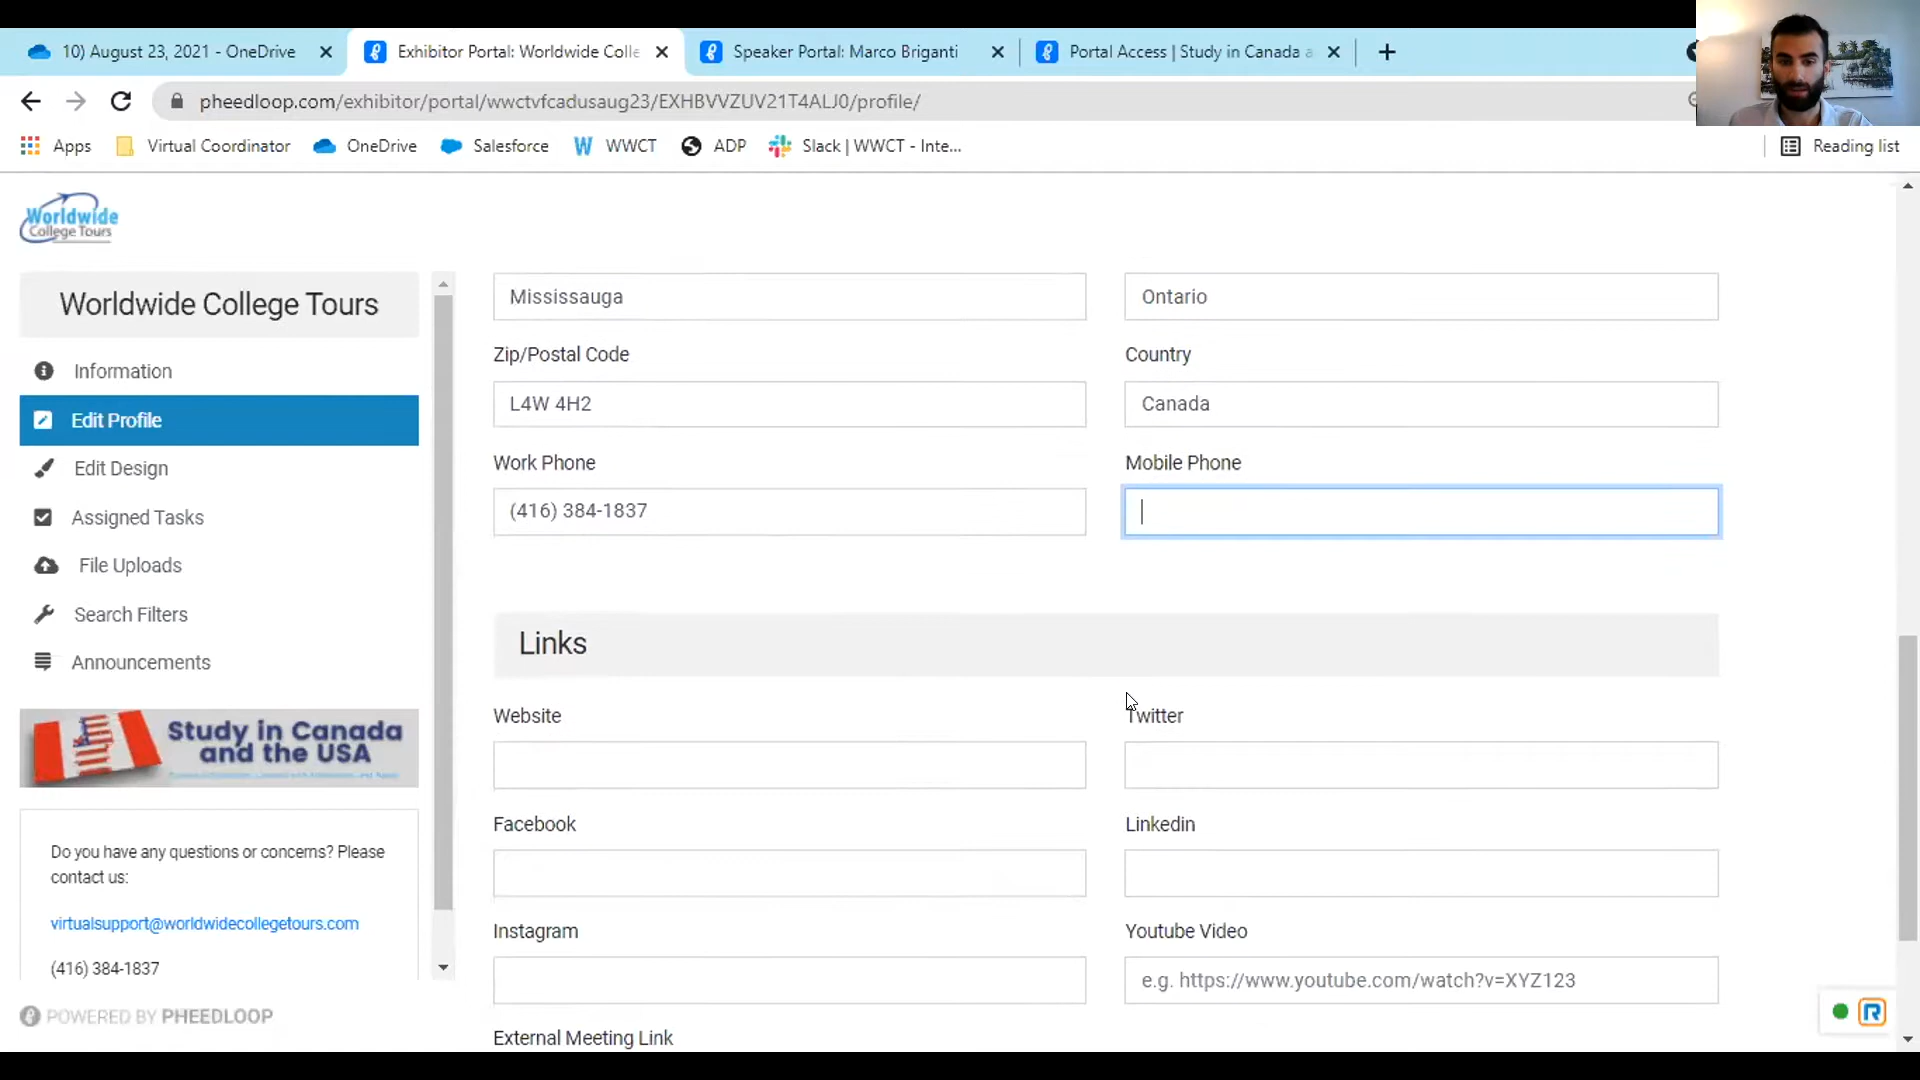 10) August 23, 2021 - OneDrive
Exhibitor Portal: Worldwide Colle
Speaker Portal: Marco Briganti
Portal Access | Study in Canada a
pheedloop.com/exhibitor/portal/wwctvfcadusaug23/EXHBVVZUV21T4ALJ0/profile/
Apps
Virtual Coordinator
OneDrive
Salesforce
WWCT
ADP
Slack | WWCT - Inte...
Reading list
Worldwide
College Tours
Worldwide College Tours
Information
Edit Profile
Edit Design
Assigned Tasks
File Uploads
Search Filters
Announcements
Study in Canada
and the USA
Do you have any questions or concerns? Please
contact us:
virtualsupport@worldwidecollegetours.com
(416) 384-1837
POWERED BY PHEEDLOOP
Mississauga
Ontario
Zip/Postal Code
Country
L4W 4H2
Canada
Work Phone
Mobile Phone
(416) 384-1837
Links
Website
Twitter
Facebook
Linkedin
Instagram
Youtube Video
e.g. https://www.youtube.com/watch?v=XYZ123
External Meeting Link